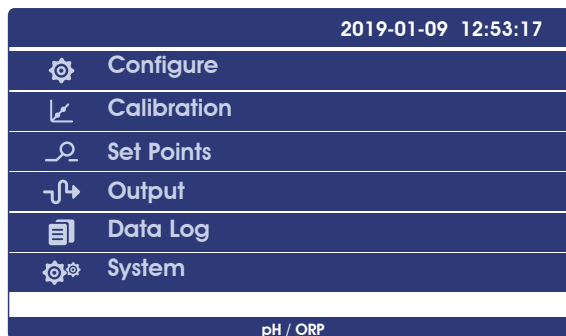 2019-01-09 12:53:17
Configure
Calibration
Set Points
Output
Data Log
System
pH / ORP